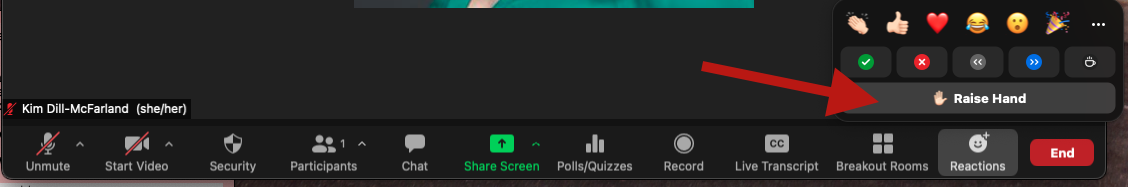 Raise Hand
Kim Dill-McFarland (she/her)
1
CC
Unmute
Start Video
Security
Participants
Chat
Share Screen
Polls/Quizzes
Record
Live Transcript
Breakout Rooms
Reactions
End